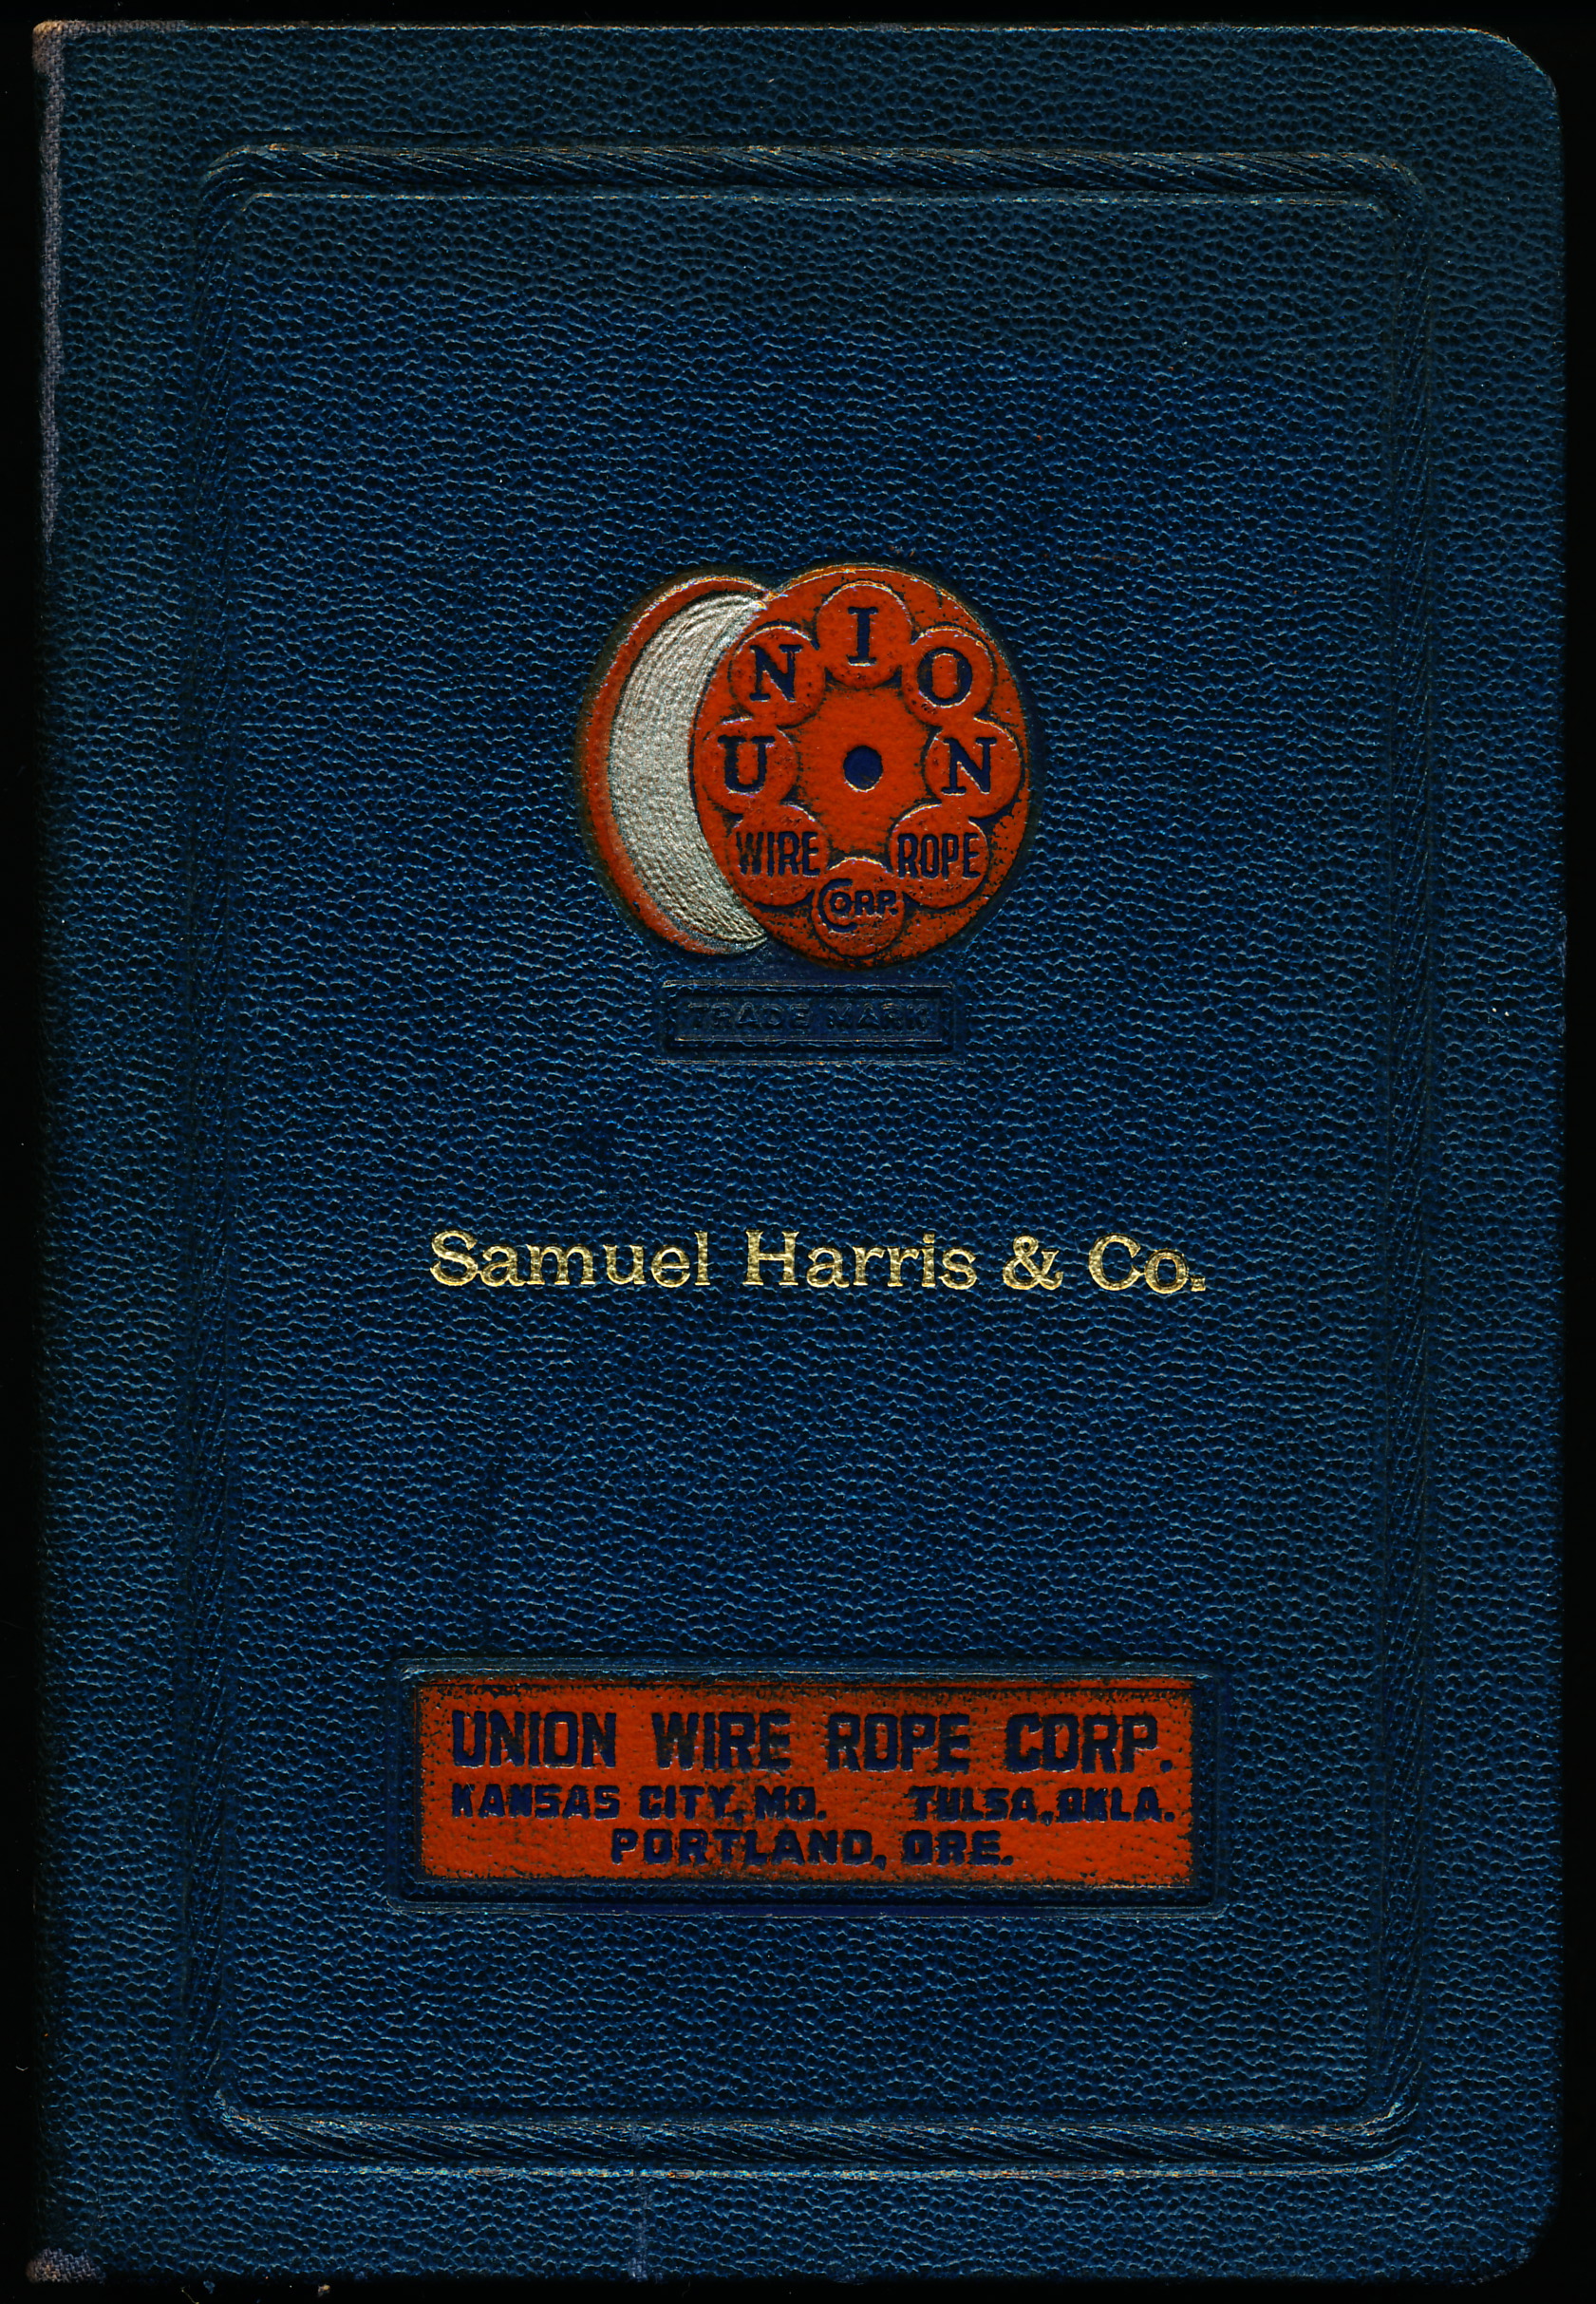 UNION
WIRE ROPE
CORP.
TRADE MARK
Samuel Harris & Co.
UNION WIRE ROPE CORP.
KANSAS CITY, MO. TULSA, OKLA.
PORTLAND, ORE.